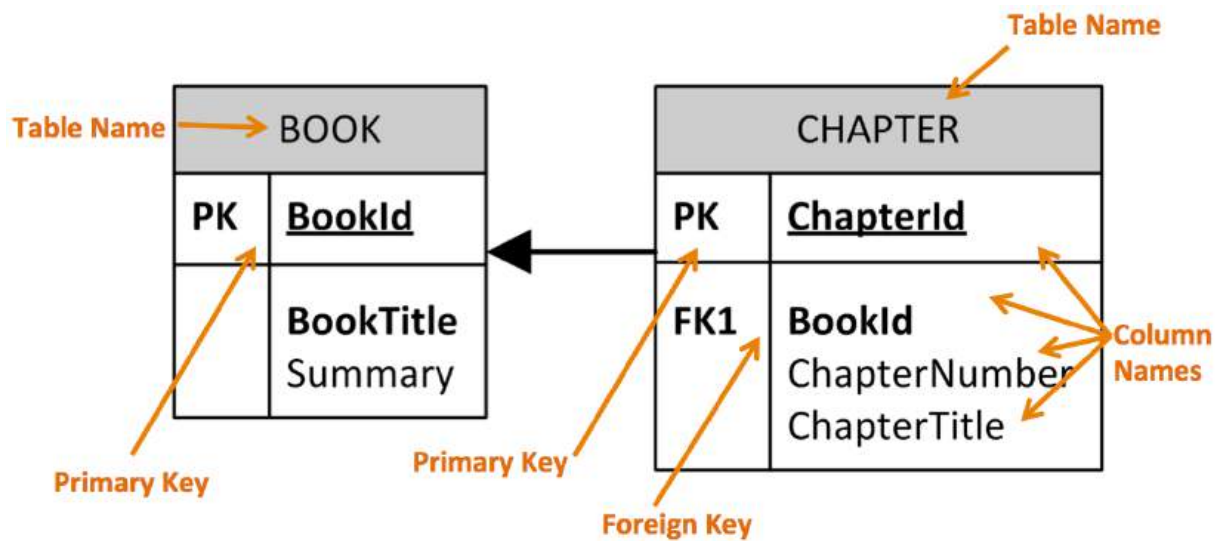 Table Name
Table Name
BOOK
CHAPTER
PK
BookId
PK
ChapterId
BookTitle
Summary
FK1
BookId
ChapterNumber
ChapterTitle
Column
Names
Primary Key
Primary Key
Foreign Key